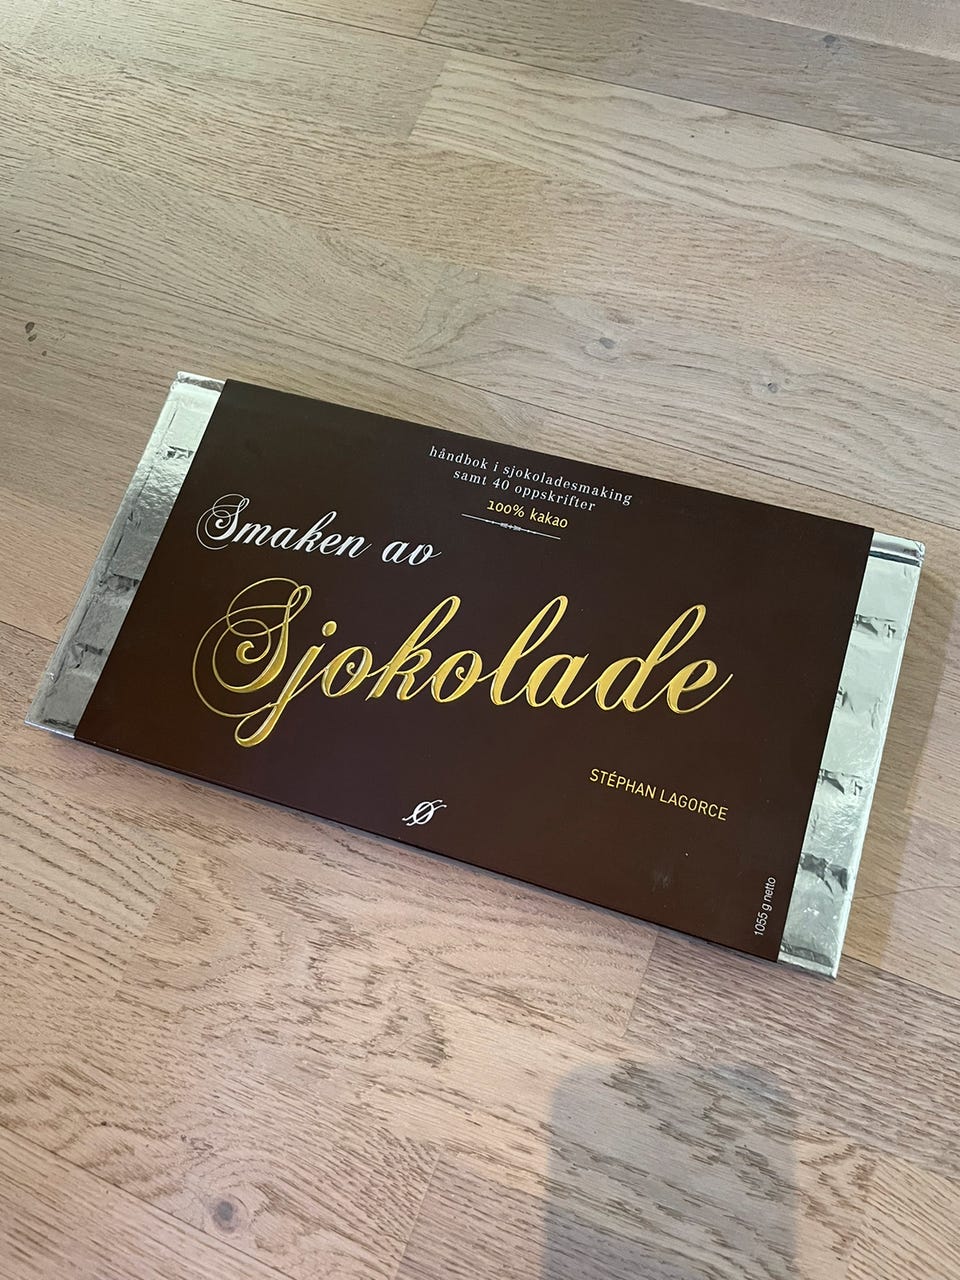 håndbok i sjokoladesmaking
samt 40 oppskrifter
100% kakao
Smaken av
Sjokolade
STÉPHAN LAGORCE
1055 g netto